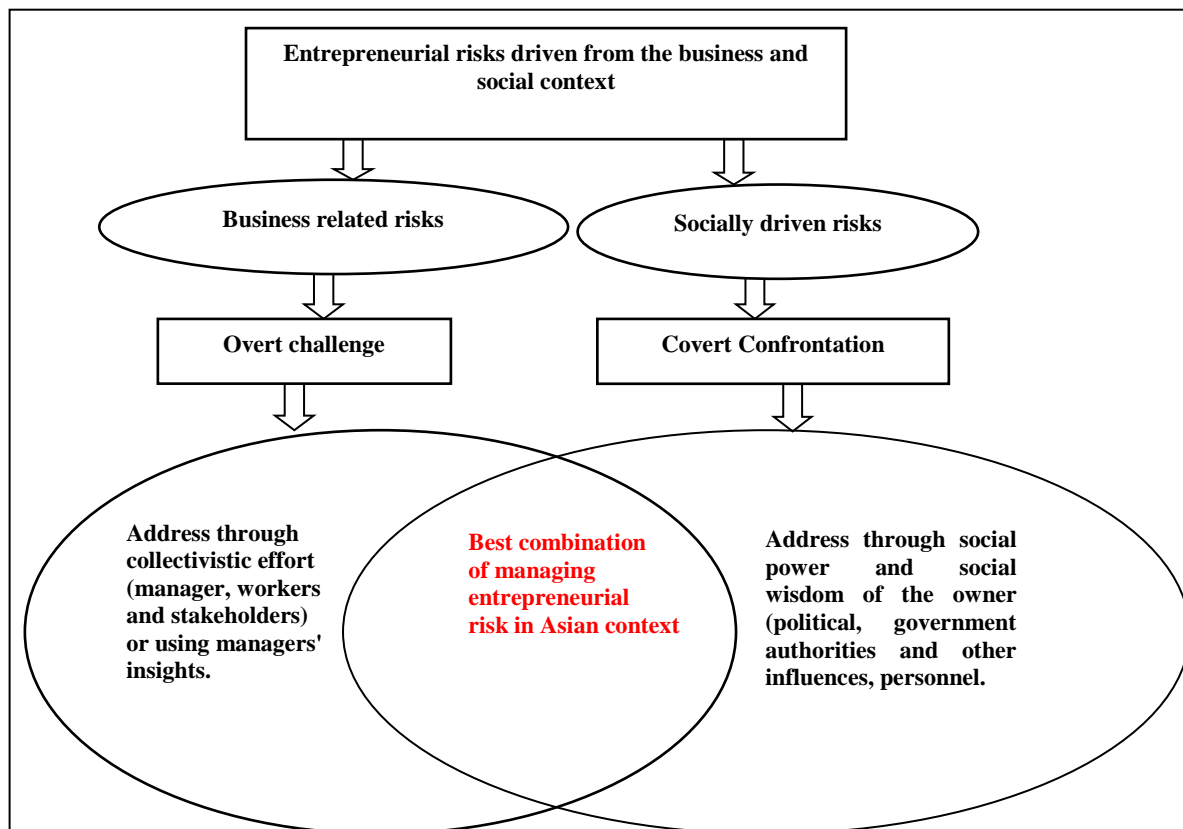 Entrepreneurial risks driven from the business and
social context
Business related risks
Socially driven risks
Overt challenge
Covert Confrontation
Address through
collectivistic effort
(manager, workers
and stakeholders)
or using managers'
insights.
Best combination
of managing
entrepreneurial
risk in Asian context
Address through social
power and social
wisdom of the owner
(political, government
authorities and other
influences, personnel.